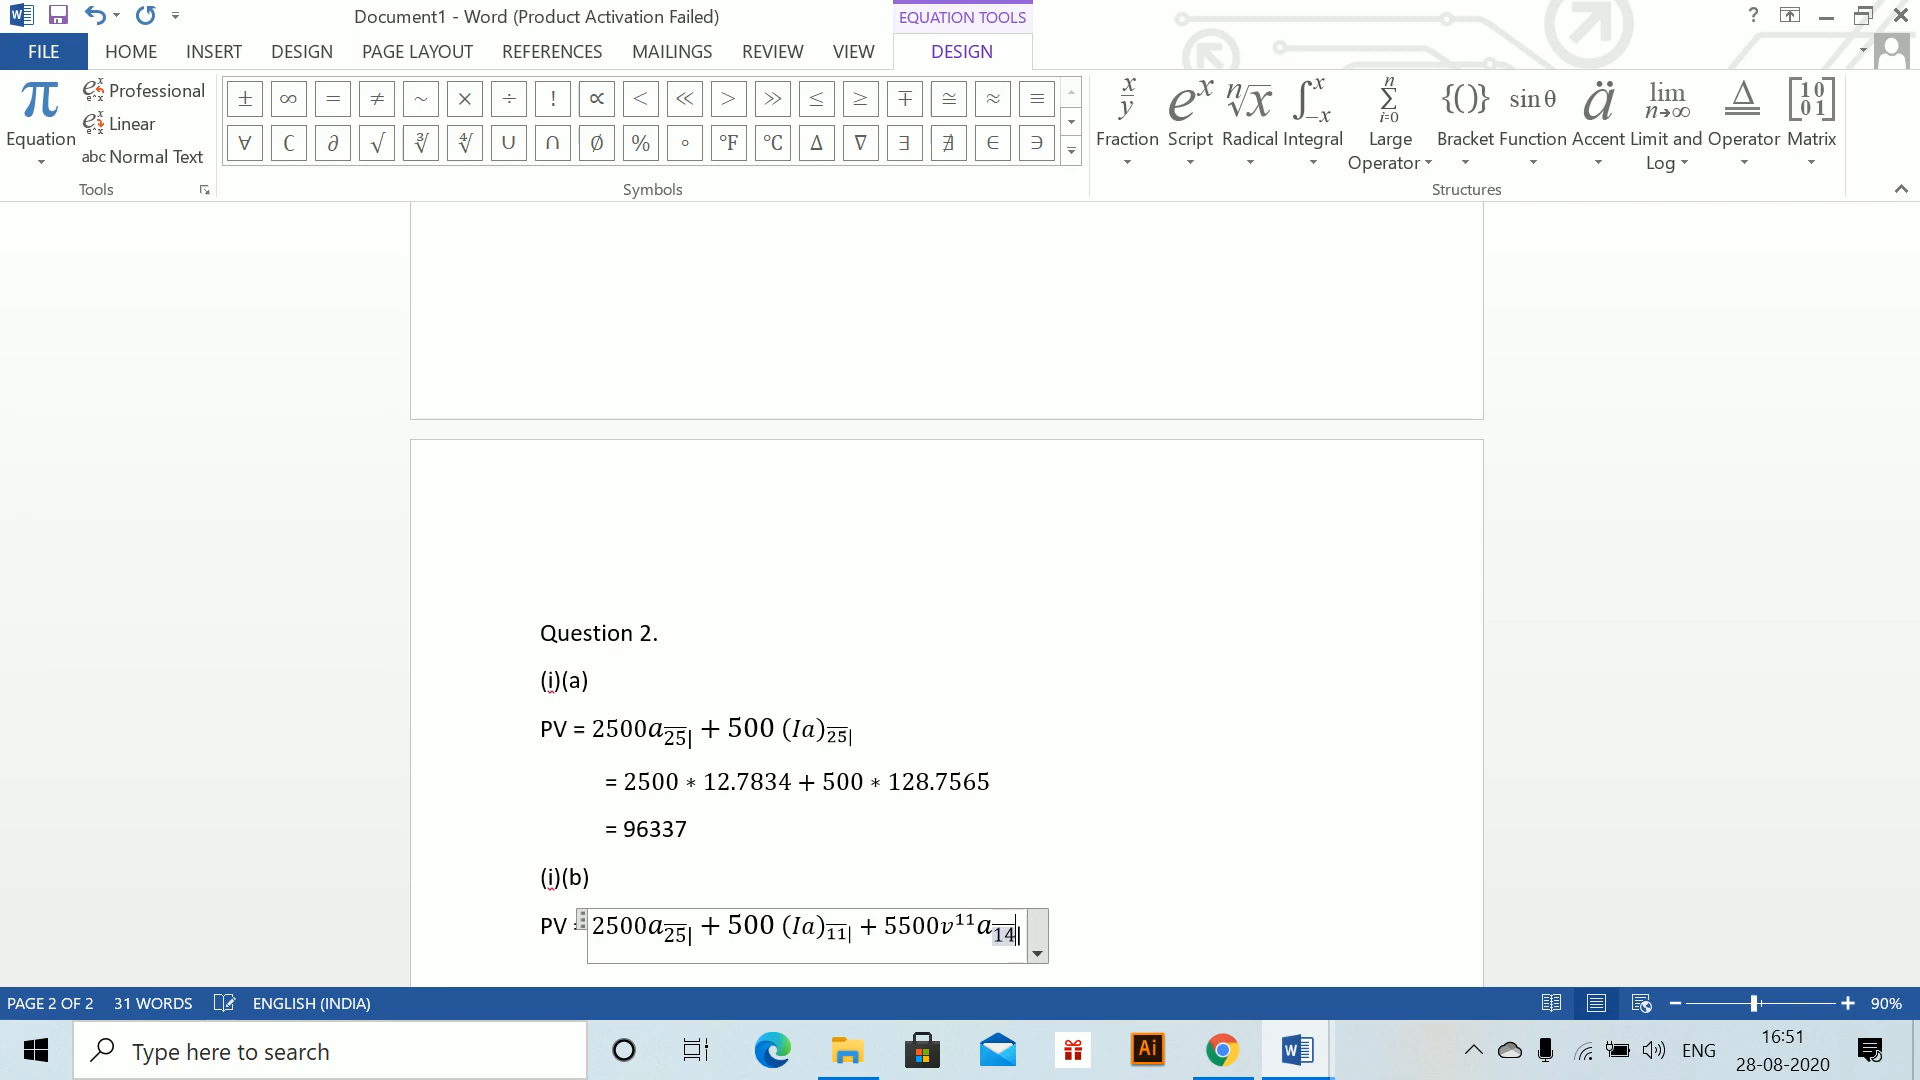 Document1 - Word (Product Activation Failed)
EQUATION TOOLS
?
FILE HOME INSERT DESIGN PAGE LAYOUT REFERENCES MAILINGS REVIEW VIEW DESIGN
π Equation
Professional
Linear
abc Normal Text
Tools
± ∞ = ≠ ~ × ÷ ! ∝ < ≪ > ≫ ≤ ≥ ∓ ≅ ≈ ≡
∀ ∁ ∂ √ ∛ ∜ ∪ ∩ ∅ % ° °F °C ∆ ∇ ∃ ∄ ∈ ∋
Symbols
Fraction Script Radical Integral Large Operator Bracket Function Accent Limit and Log Operator Matrix
Structures
Question 2.
(i)(a)
PV = 2500a25| + 500 (Ia)25|
= 2500 * 12.7834 + 500 * 128.7565
= 96337
(i)(b)
PV = 2500a25| + 500 (Ia)11| + 5500v¹¹a14|
PAGE 2 OF 2 31 WORDS ENGLISH (INDIA) 90%
Type here to search
Ai
ENG
16:51
28-08-2020